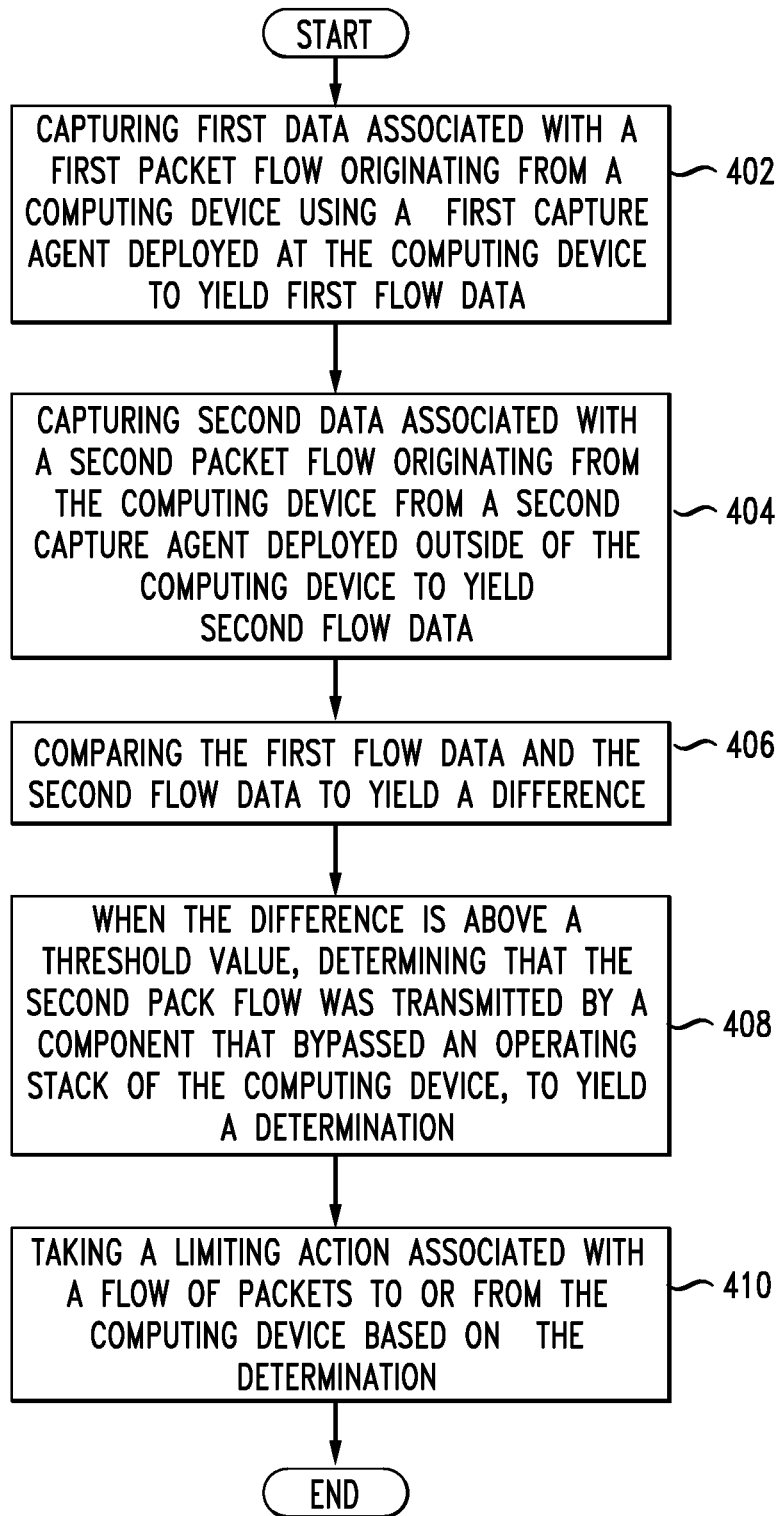 START
CAPTURING FIRST DATA ASSOCIATED WITH A
FIRST PACKET FLOW ORIGINATING FROM A
COMPUTING DEVICE USING A FIRST CAPTURE
AGENT DEPLOYED AT THE COMPUTING DEVICE
TO YIELD FIRST FLOW DATA
402
CAPTURING SECOND DATA ASSOCIATED WITH
A SECOND PACKET FLOW ORIGINATING FROM
THE COMPUTING DEVICE FROM A SECOND
CAPTURE AGENT DEPLOYED OUTSIDE OF THE
COMPUTING DEVICE TO YIELD
SECOND FLOW DATA
404
COMPARING THE FIRST FLOW DATA AND THE
SECOND FLOW DATA TO YIELD A DIFFERENCE
406
WHEN THE DIFFERENCE IS ABOVE A
THRESHOLD VALUE, DETERMINING THAT THE
SECOND PACK FLOW WAS TRANSMITTED BY A
COMPONENT THAT BYPASSED AN OPERATING
STACK OF THE COMPUTING DEVICE, TO YIELD
A DETERMINATION
408
TAKING A LIMITING ACTION ASSOCIATED WITH
A FLOW OF PACKETS TO OR FROM THE
COMPUTING DEVICE BASED ON THE
DETERMINATION
410
END